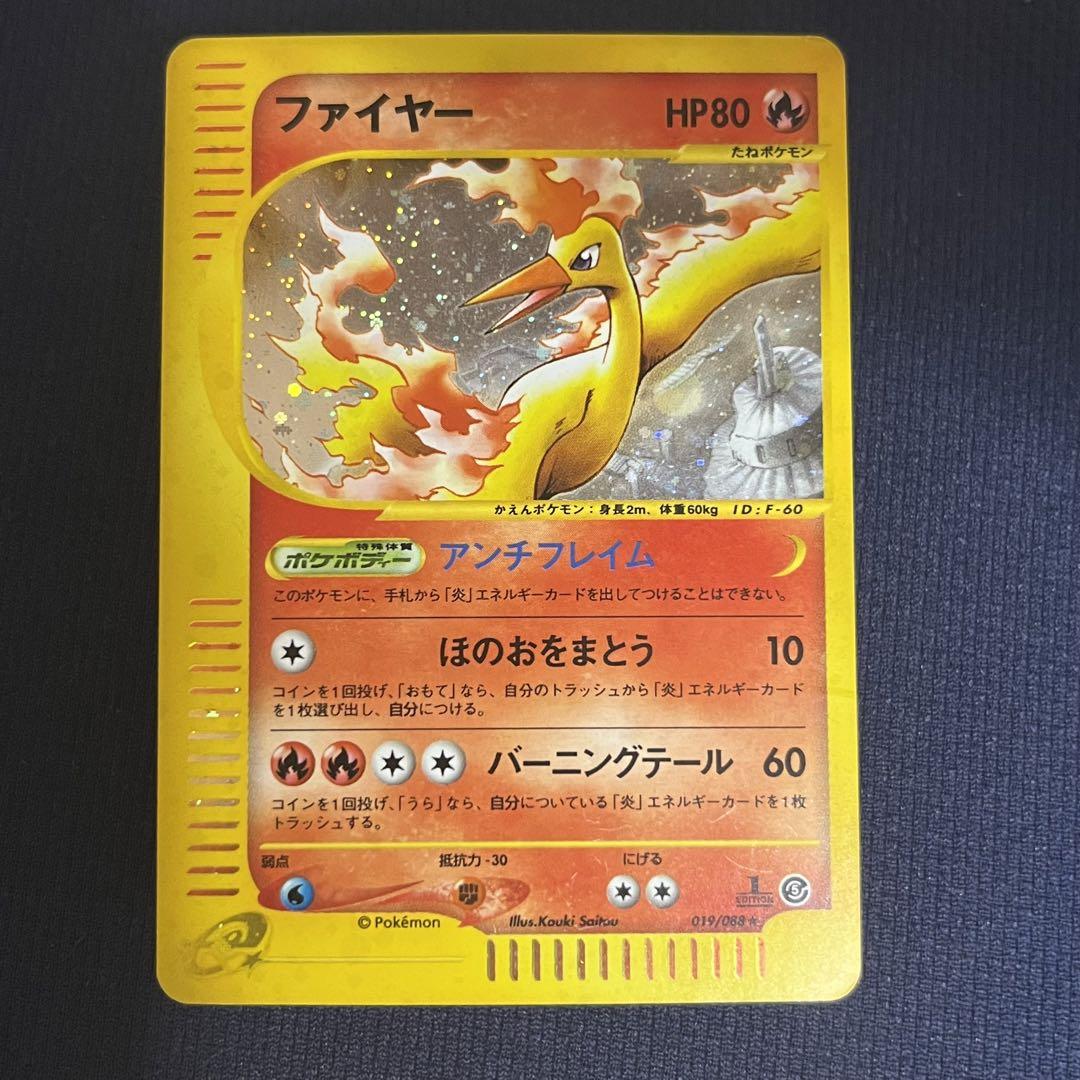 ファイヤー HP80
たねポケモン
かえんポケモン：身長2m、体重60kg ID:F-60
特殊体質
ポケボディー アンチフレイム
このポケモンに、手札から「炎」エネルギーカードを出してつけることはできない。
ほのおをまとう 10
コインを1回投げ、「おもて」なら、自分のトラッシュから「炎」エネルギーカード
を1枚選び出し、自分につける。
バーニングテール 60
コインを1回投げ、「うら」なら、自分についている「炎」エネルギーカードを1枚
トラッシュする。
弱点 抵抗力-30 にげる
1
EDITION
5
© Pokémon Illus.Kouki Saitou 019/088★
e